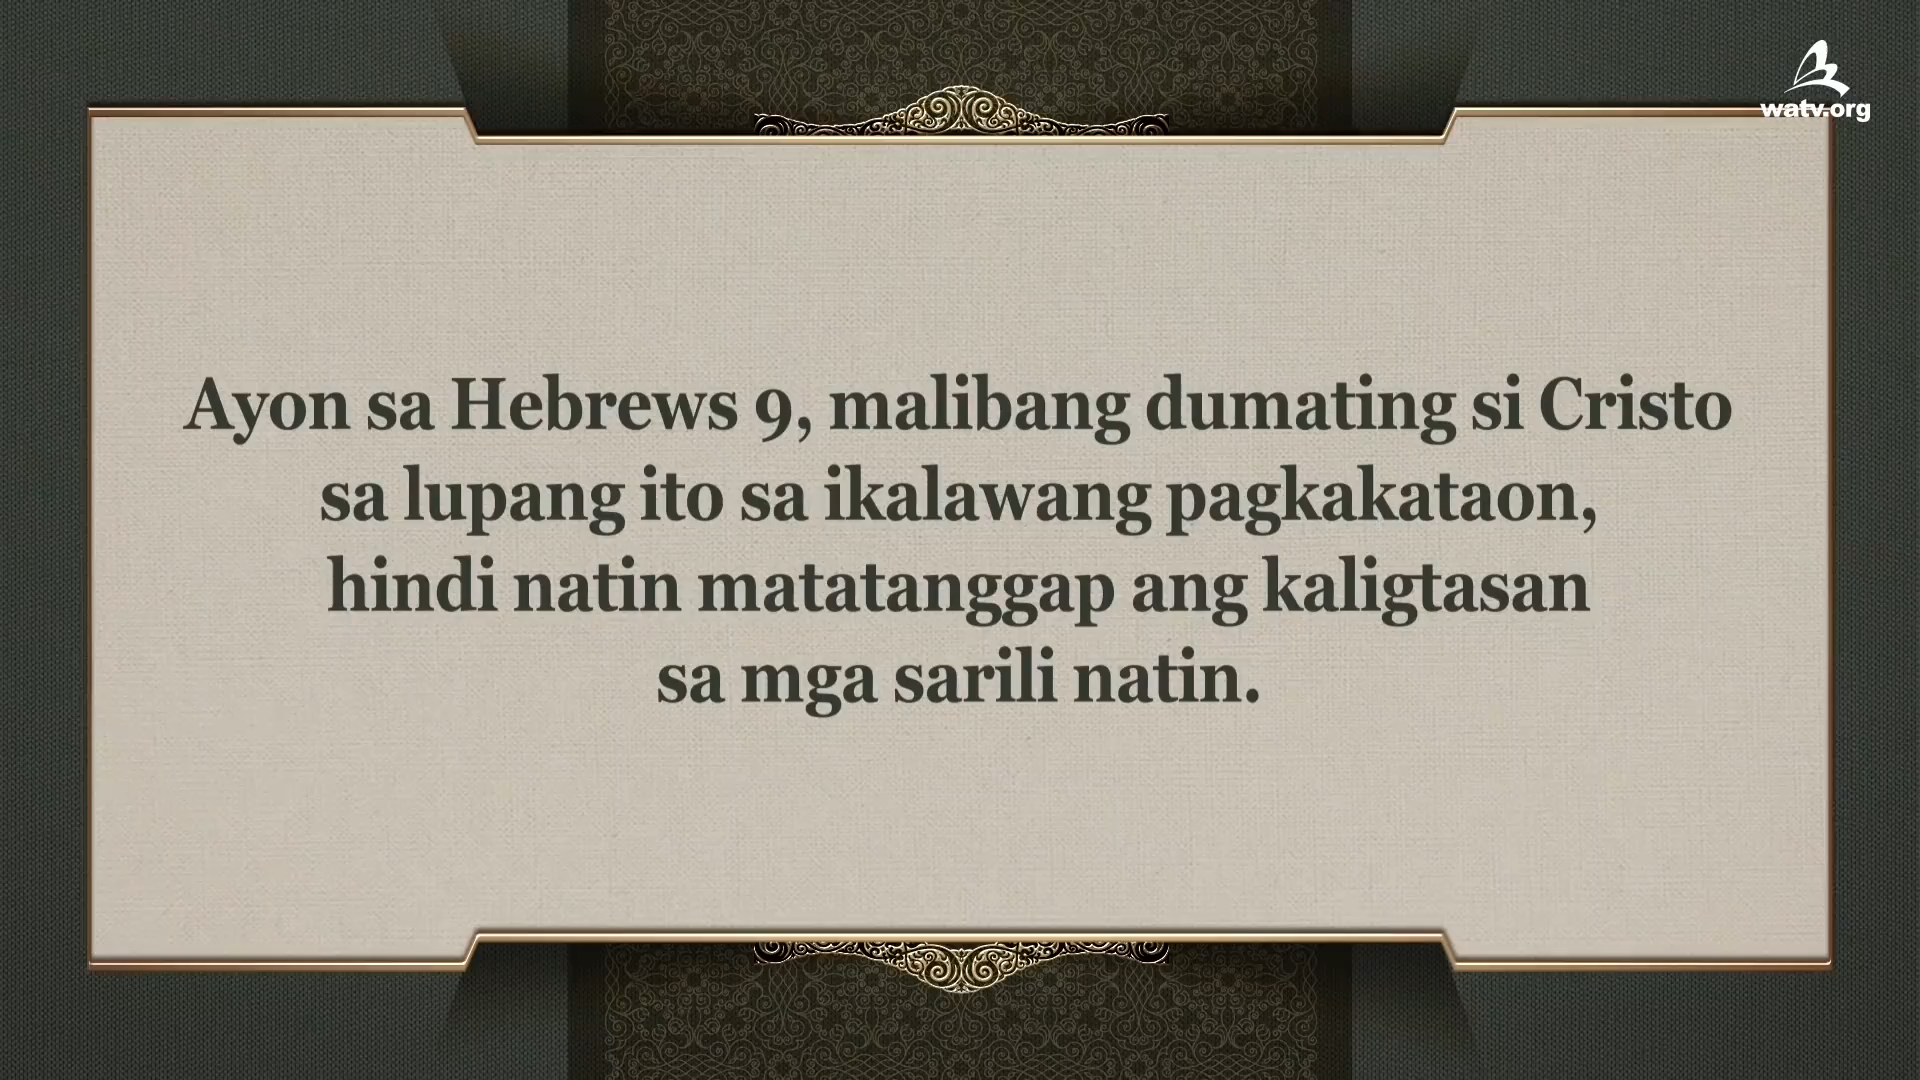 watv.org
Ayon sa Hebrews 9, malibang dumating si Cristo
sa lupang ito sa ikalawang pagkakataon,
hindi natin matatanggap ang kaligtasan
sa mga sarili natin.